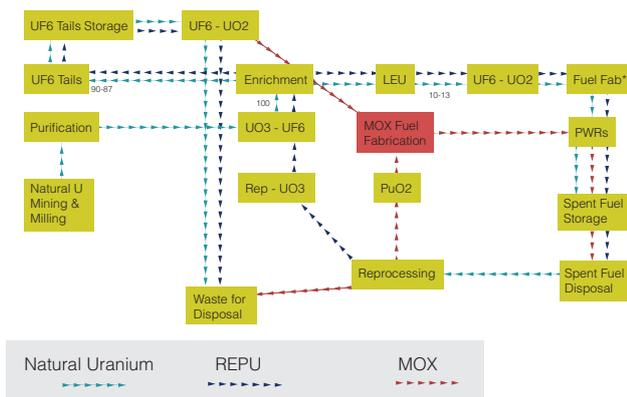 UF6 Tails Storage
UF6 - UO2
UF6 Tails
90-87
Enrichment
LEU
10-13
UF6 - UO2
Fuel Fab*
100
Purification
UO3 - UF6
MOX Fuel
Fabrication
PWRs
Natural U
Mining &
Milling
Rep - UO3
PuO2
Spent Fuel
Storage
Reprocessing
Spent Fuel
Disposal
Waste for
Disposal
Natural Uranium
REPU
MOX